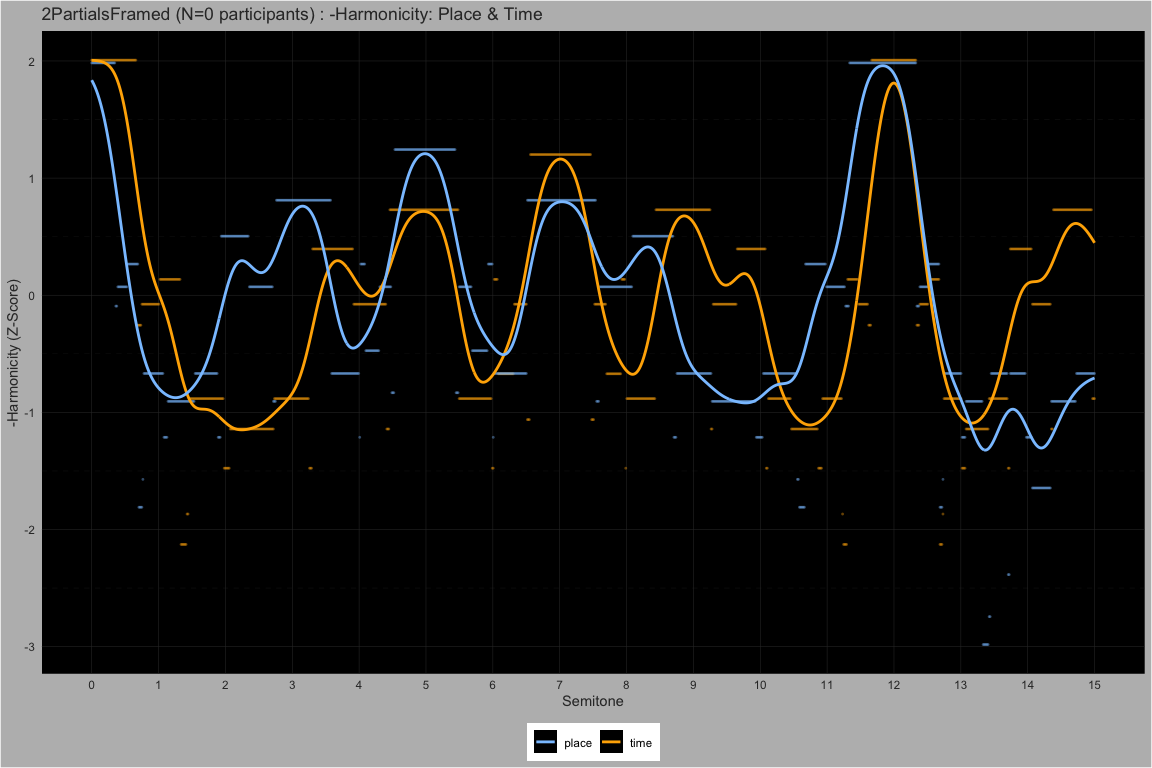 2PartialsFramed (N=0 participants) : -Harmonicity: Place & Time
-Harmonicity (Z-Score)
2
1
0
-1
-2
-3
0 1 2 3 4 5 6 7 8 9 10 11 12 13 14 15
Semitone
place time